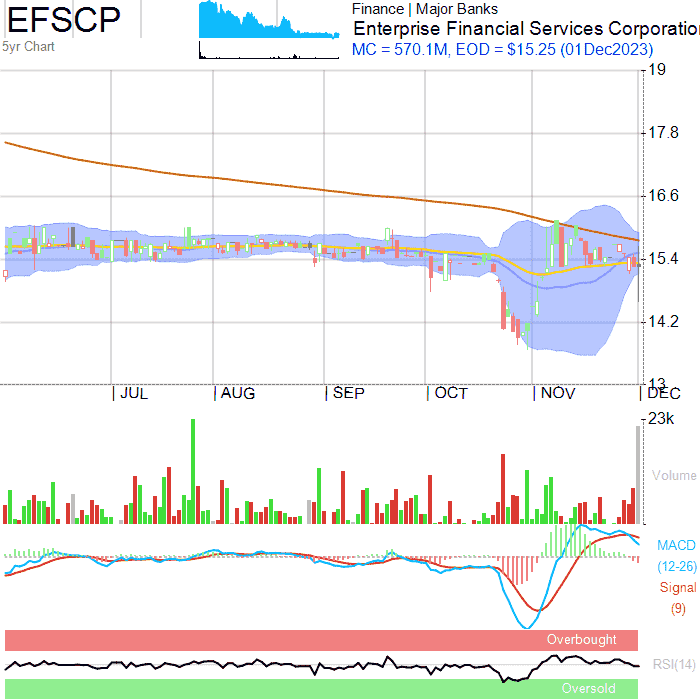 EFSCP
5yr Chart
Finance | Major Banks
Enterprise Financial Services Corporation
MC = 570.1M, EOD = $15.25 (01Dec2023)
19
17.8
16.6
15.4
14.2
13
JUL AUG SEP OCT NOV DEC
23k
Volume
MACD
(12-26)
Signal
(9)
Overbought
RSI(14)
Oversold